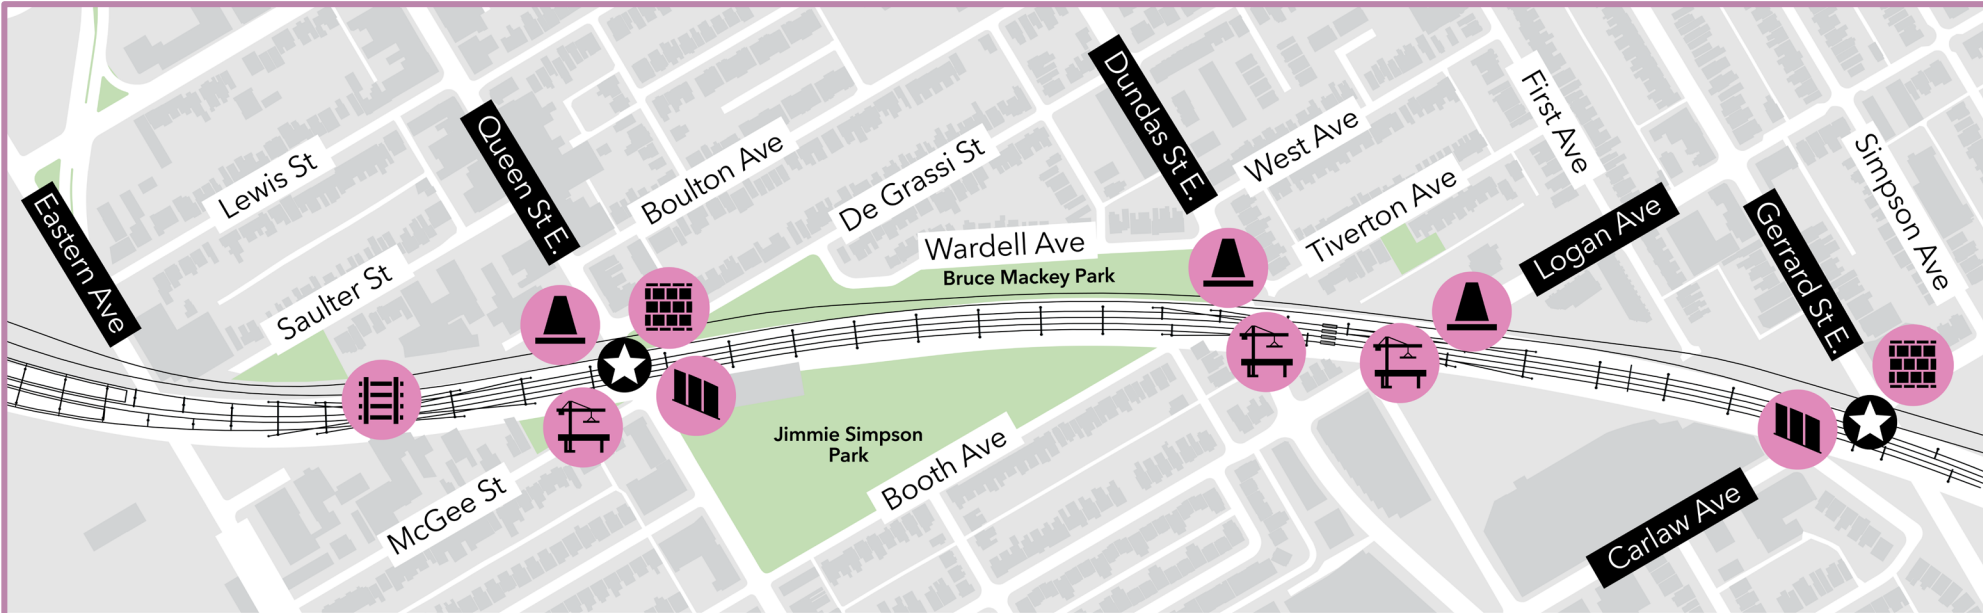 Eastern Ave
Lewis St
Saulter St
Queen St E.
McGee St
Boulton Ave
De Grassi St
Wardell Ave
Bruce Mackey Park
Jimmie Simpson
Park
Booth Ave
Dundas St E.
West Ave
Tiverton Ave
First Ave
Logan Ave
Gerrard St E.
Simpson Ave
Carlaw Ave